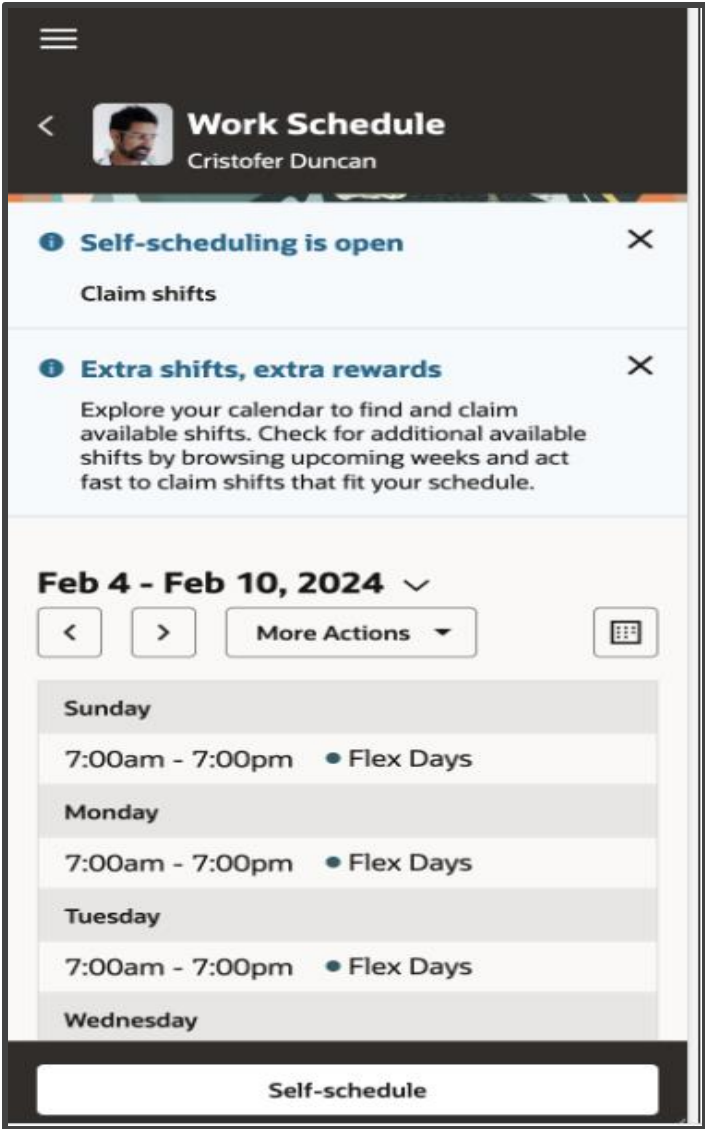 Work Schedule
Cristofer Duncan
Self-scheduling is open
Claim shifts
Extra shifts, extra rewards
Explore your calendar to find and claim
available shifts. Check for additional available
shifts by browsing upcoming weeks and act
fast to claim shifts that fit your schedule.
Feb 4 - Feb 10, 2024
More Actions
Sunday
7:00am - 7:00pm • Flex Days
Monday
7:00am - 7:00pm • Flex Days
Tuesday
7:00am - 7:00pm • Flex Days
Wednesday
Self-schedule